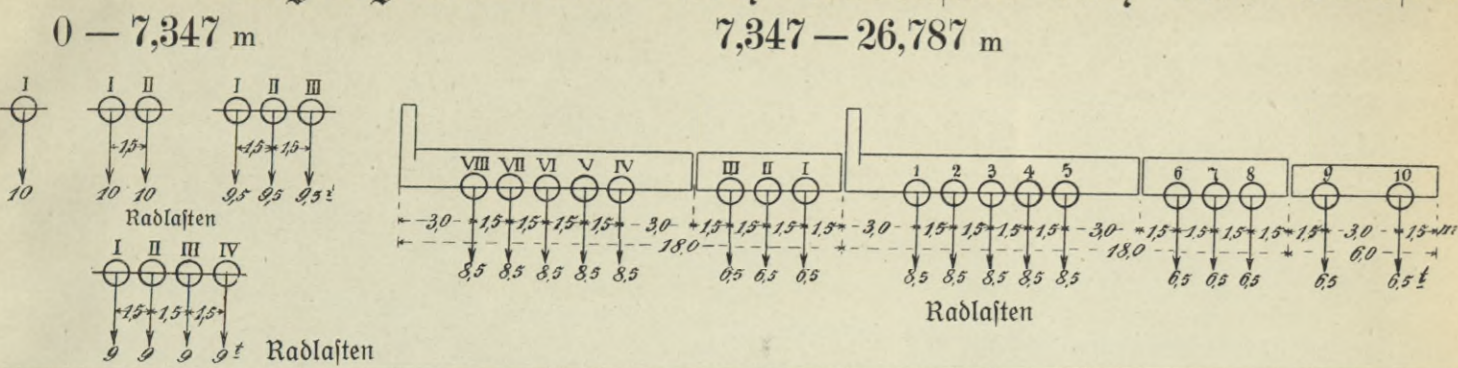 0 — 7,347 m
7,347 — 26,787 m
I I II I II III
1,5 1,5 1,5
10 10 10 9,5 9,5 9,5 t
Radlaſten
I II III IV
1,5 1,5 1,5
9 9 9 9 t Radlaſten
VIII VII VI V IV III II I 1 2 3 4 5 6 7 8 9 10
3,0 1,5 1,5 1,5 1,5 3,0 1,5 1,5 1,5 1,5 3,0 1,5 1,5 1,5 1,5 3,0 1,5 1,5 1,5 1,5 1,5 3,0 1,5 m
18,0 18,0 6,0
8,5 8,5 8,5 8,5 8,5 6,5 6,5 6,5 8,5 8,5 8,5 8,5 8,5 6,5 6,5 6,5 6,5 6,5 t
Radlaſten